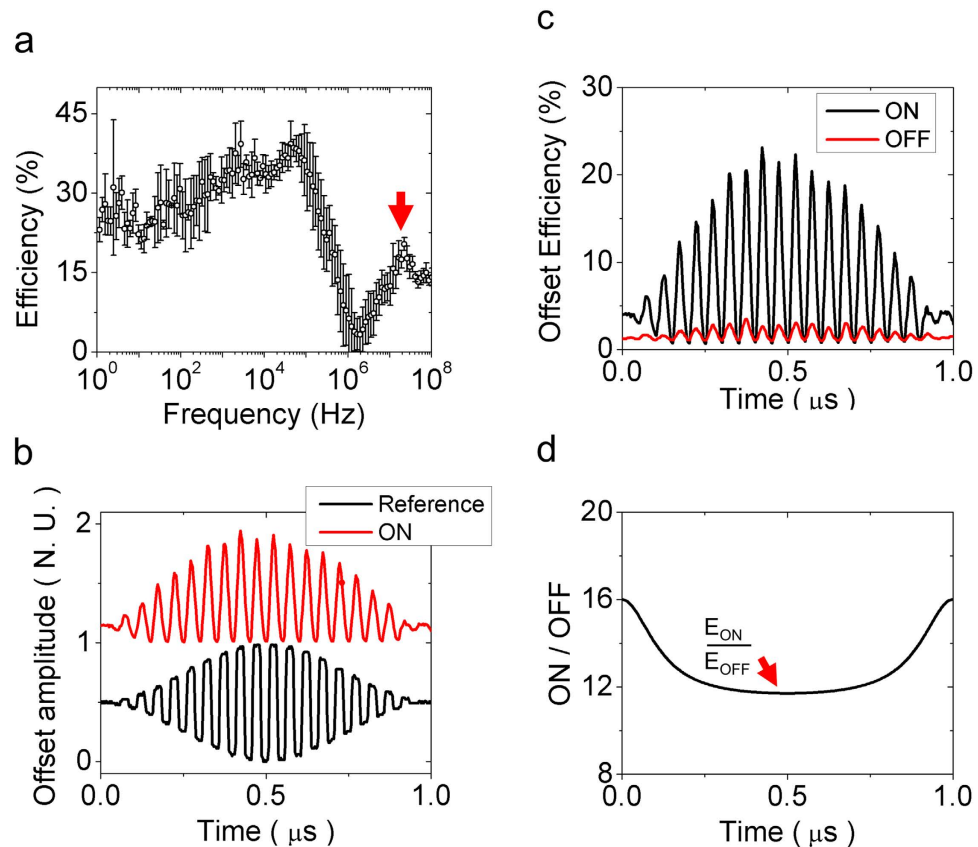 a
Efficiency (%)
45
30
15
0
10^0 10^2 10^4 10^6 10^8
Frequency (Hz)
b
Offset amplitude ( N. U. )
Reference
ON
2
1
0
0.0 0.5 1.0
Time ( μs )
c
Offset Efficiency (%)
30
20
10
0
ON
OFF
0.0 0.5 1.0
Time ( μs )
d
ON / OFF
20
16
12
8
E_ON
E_OFF
0.0 0.5 1.0
Time ( μs )